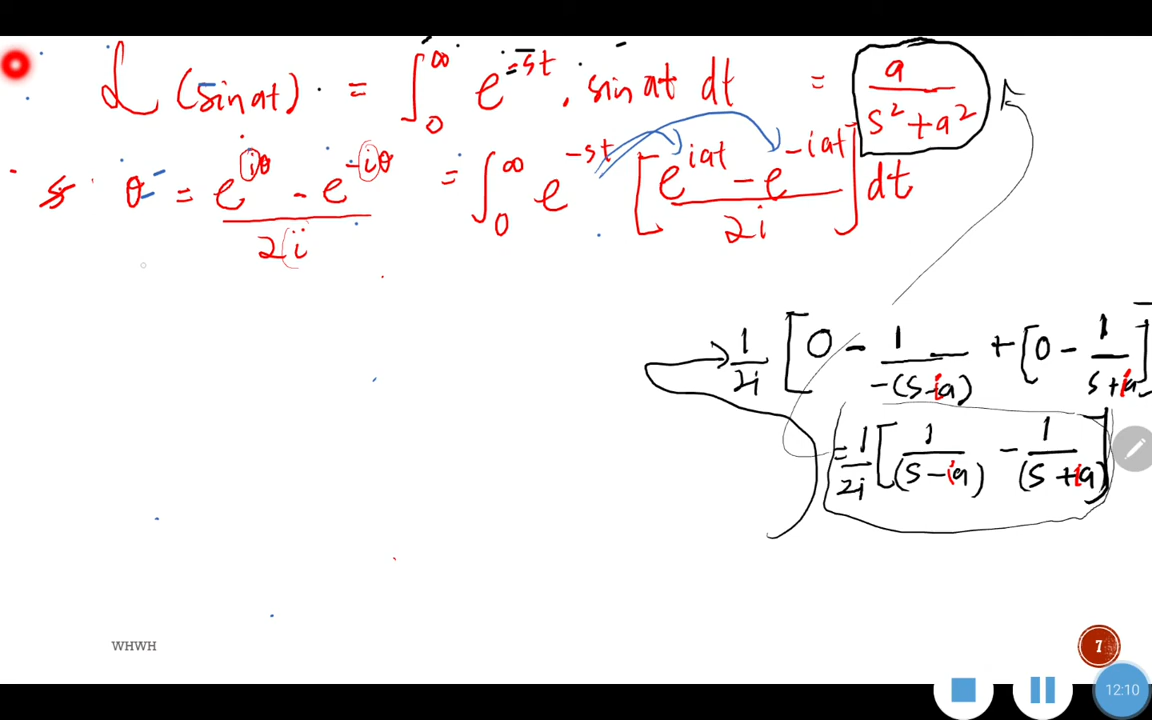 L (sin at) = ∫₀^∞ e^{-st} . sin at dt = a / (s² + a²)
θ = (e^{iθ} - e^{-iθ}) / 2i = ∫₀^∞ e^{-st} [(e^{iat} - e^{-iat}) / 2i] dt
1/2i [0 - 1/(-(s-ia)) + [0 - 1/(s+ia)]
= 1/2i [1/(s-ia) - 1/(s+ia)]
WHWH
7
12:10